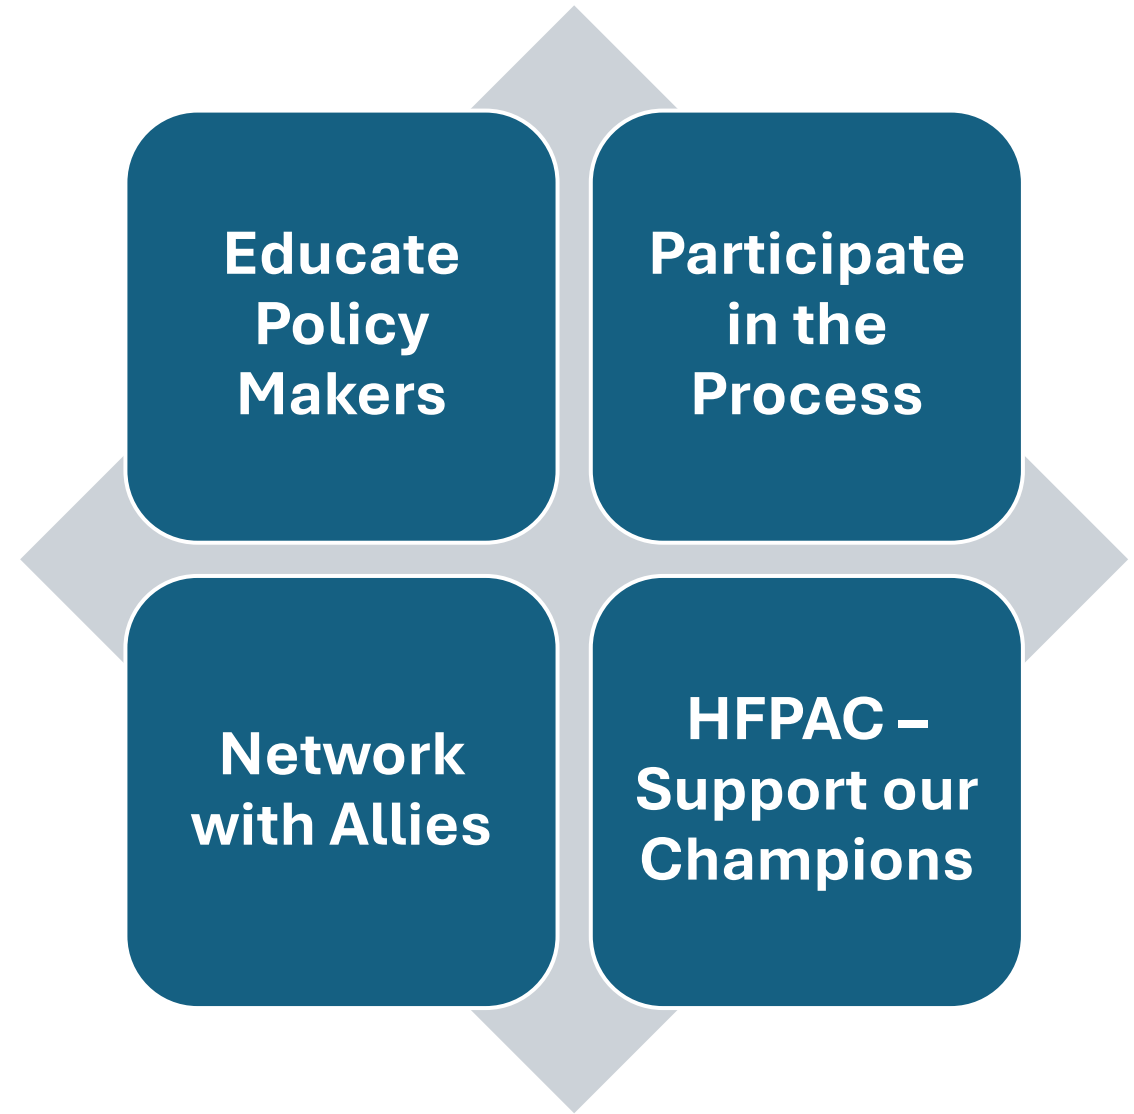 Educate
Policy
Makers
Participate
in the
Process
Network
with Allies
HFPAC –
Support our
Champions